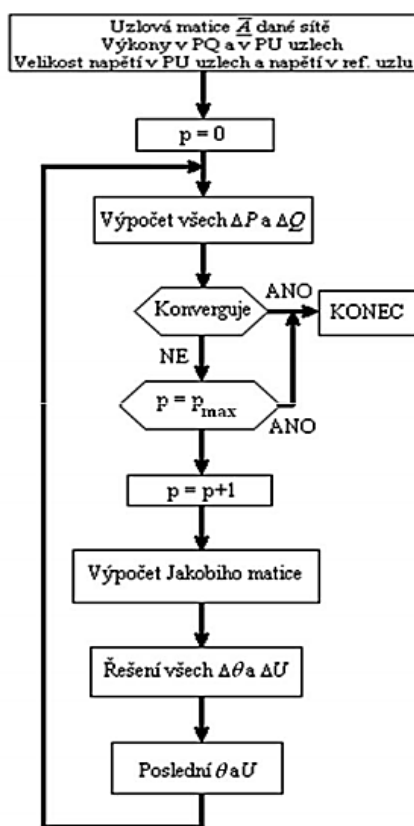 Uzlová matice A dané sítě
Výkony v PQ a v PU uzlech
Velikost napětí v PU uzlech a napětí v ref. uzlu
p = 0
Výpočet všech ΔP a ΔQ
Konverguje
ANO
KONEC
NE
p = pmax
ANO
p = p+1
Výpočet Jakobiho matice
Řešení všech Δθ a ΔU
Poslední θ a U